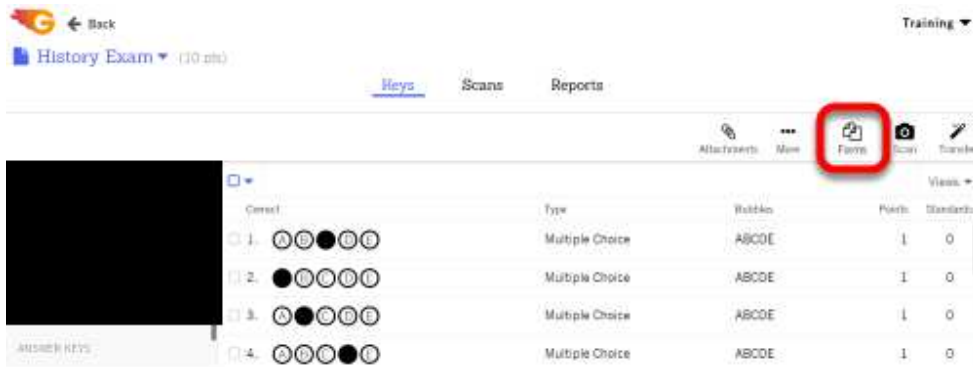 G Back Training
History Exam (10 pts)
Keys Scans Reports
Attachments More Forms Scan Transfe
Views
Correct Type Bubbles Points Standards
1. A B D E Multiple Choice ABCDE 1 0
2. B C D E Multiple Choice ABCDE 1 0
3. A C D E Multiple Choice ABCDE 1 0
4. A B C E Multiple Choice ABCDE 1 0
ANSWER KEYS